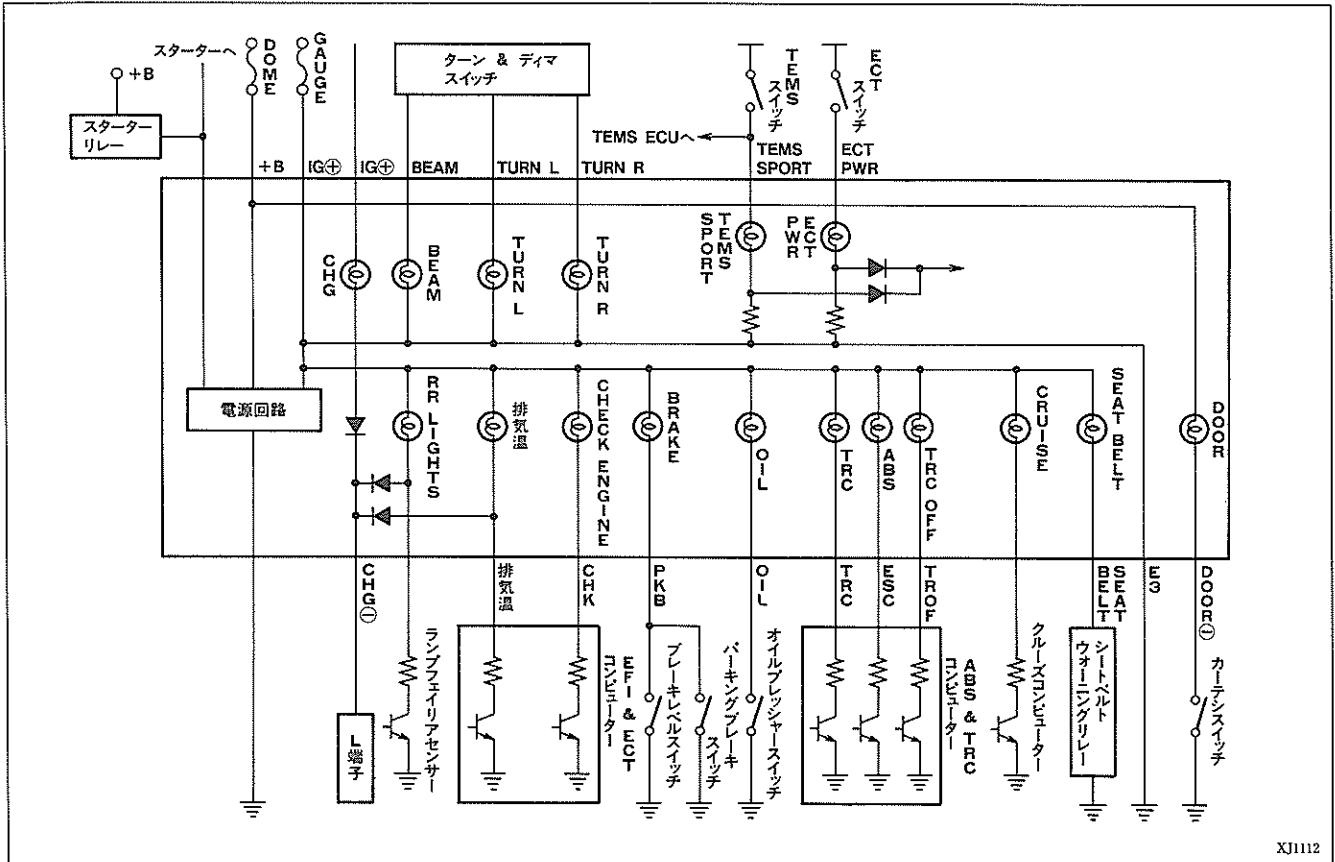 スターターへ
DOME
GAUGE
+B
スターター
リレー
ターン & ディマ
スイッチ
TEMS
スイッチ
ECT
スイッチ
TEMS ECUへ
+B
IG⊕
IG⊕
BEAM
TURN L
TURN R
TEMS
SPORT
ECT
PWR
CHG
BEAM
TURN L
TURN R
TEMS
SPORT
ECT
PWR
電源回路
RR LIGHTS
排気温
CHECK ENGINE
BRAKE
OIL
TRC
ABS
TRC OFF
CRUISE
SEAT BELT
DOOR
CHG⊖
排気温
CHK
PKB
OIL
TRC
ESC
TROF
SEAT
BELT
E3
DOOR⊖
L端子
ランプフェイリアセンサー
EFI & ECT
コンピューター
ブレーキレベルスイッチ
パーキングブレーキ
スイッチ
オイルプレッシャースイッチ
ABS & TRC
コンピューター
クルーズコンピューター
シートベルト
ウォーニングリレー
カーテシスイッチ
XJ1112